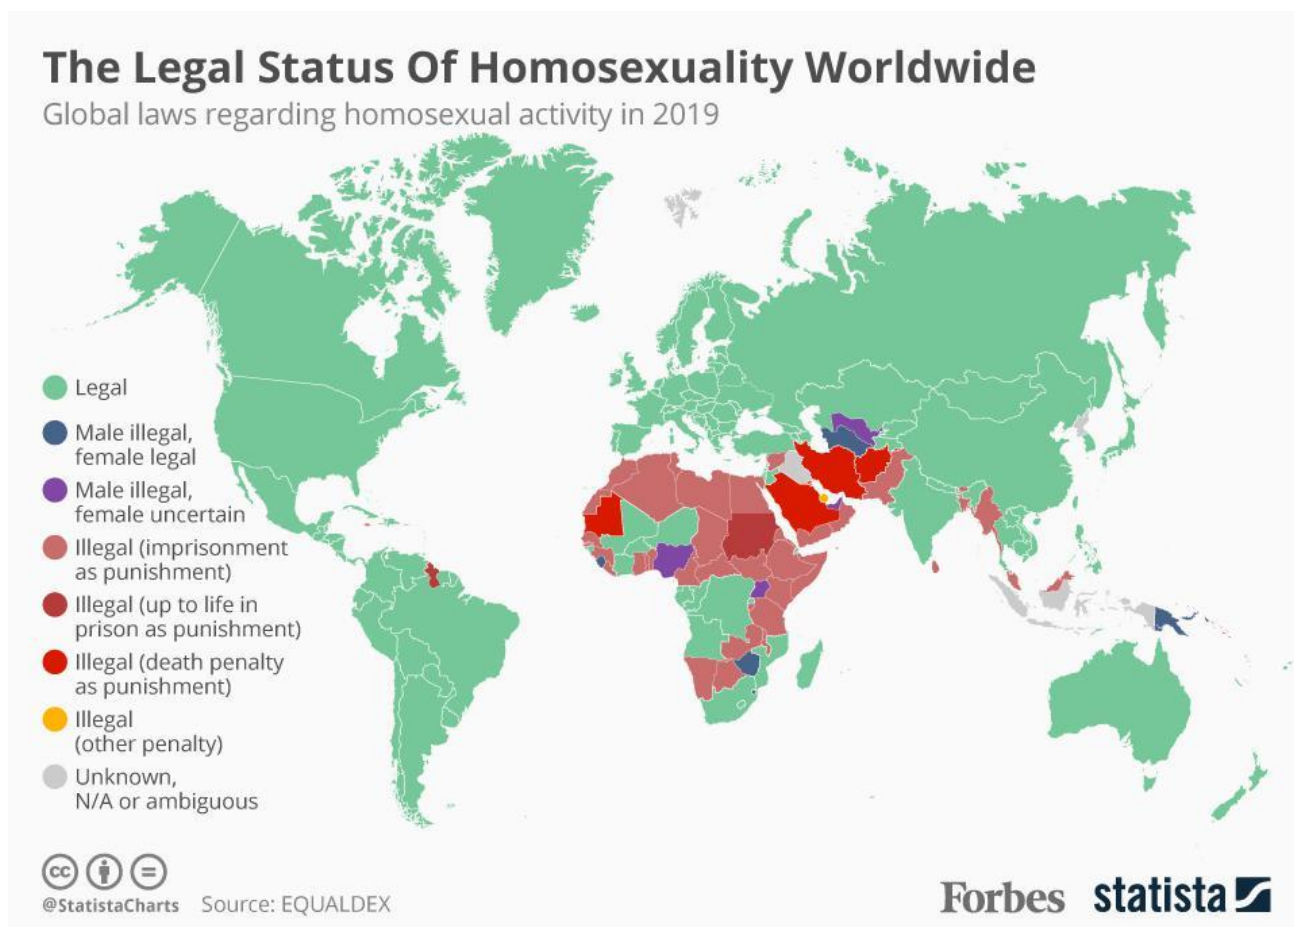 The Legal Status Of Homosexuality Worldwide
Global laws regarding homosexual activity in 2019
Legal
Male illegal,
female legal
Male illegal,
female uncertain
Illegal (imprisonment
as punishment)
Illegal (up to life in
prison as punishment)
Illegal (death penalty
as punishment)
Illegal
(other penalty)
Unknown,
N/A or ambiguous
cc
@StatistaCharts Source: EQUALDEX
Forbes statista